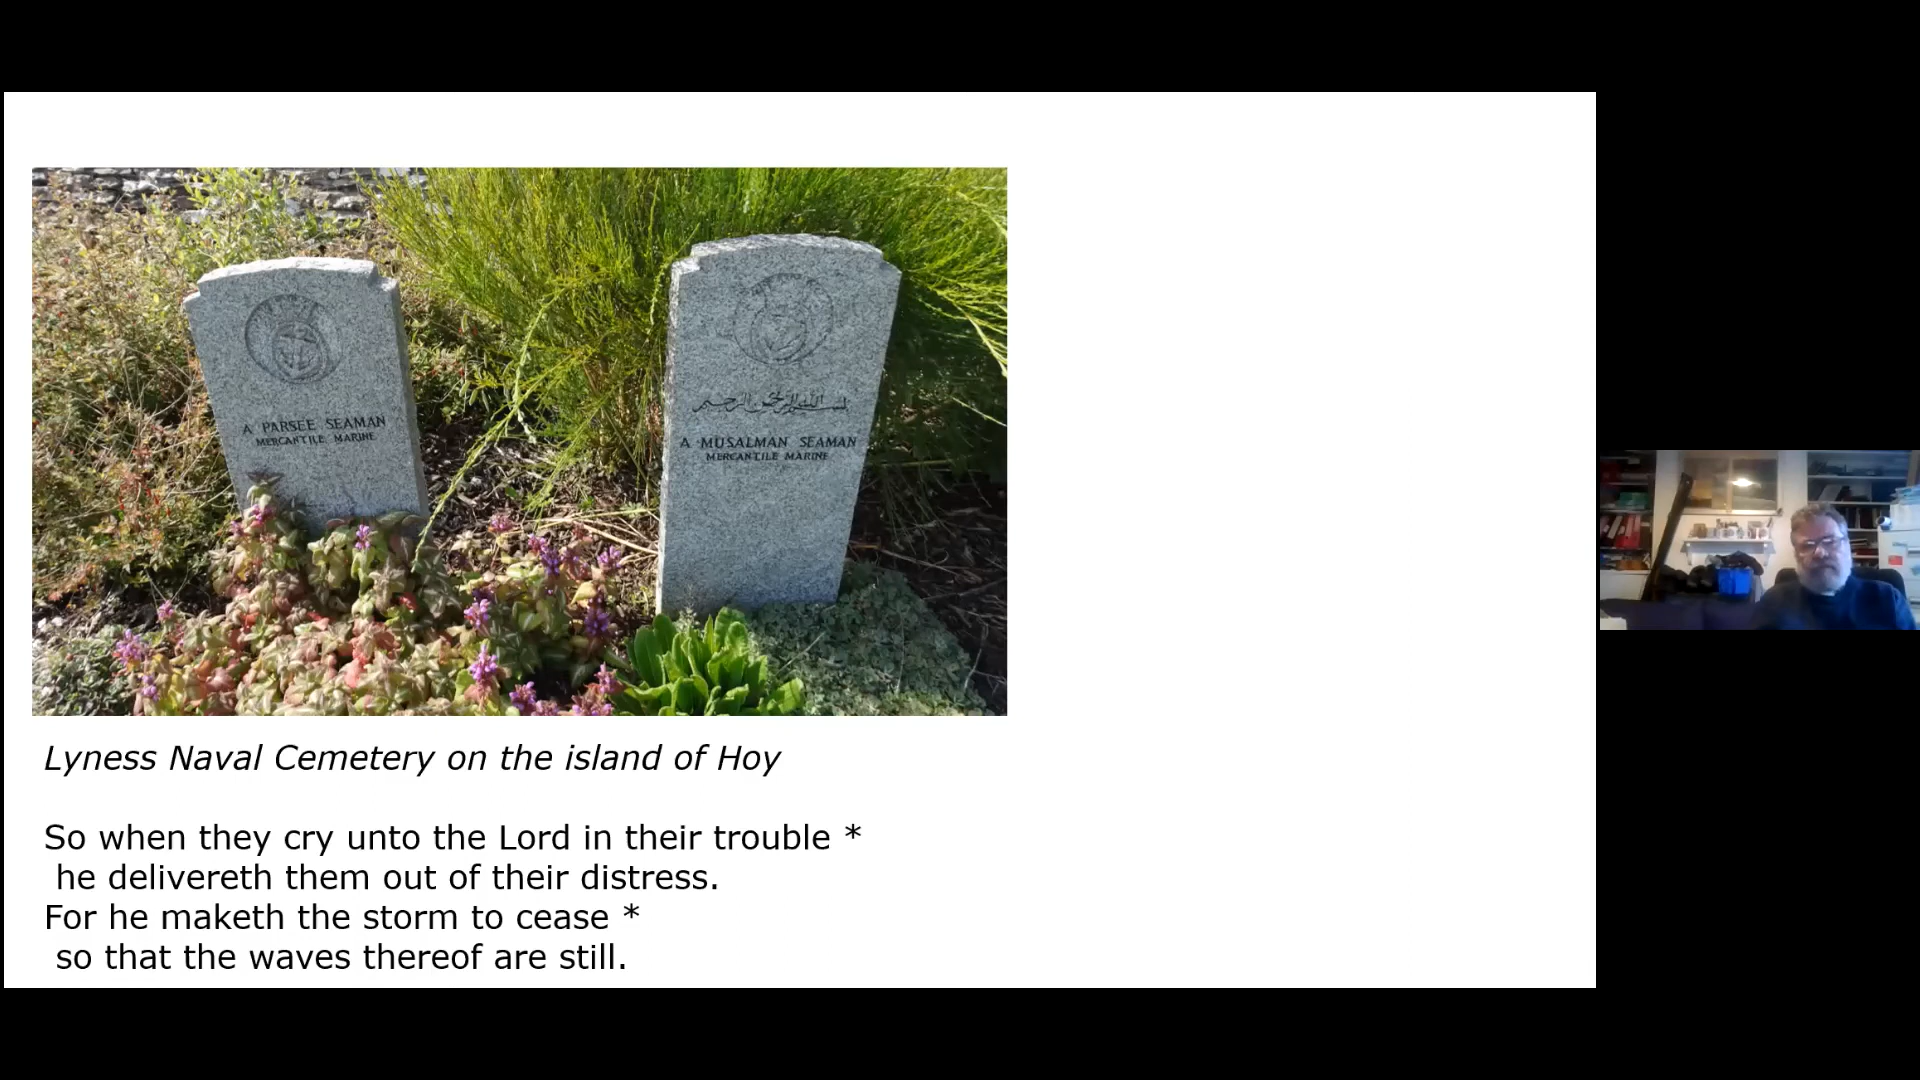 A PARSEE SEAMAN
MERCANTILE MARINE
بسم الله الرحمن الرحيم
A MUSALMAN SEAMAN
MERCANTILE MARINE
Lyness Naval Cemetery on the island of Hoy
So when they cry unto the Lord in their trouble *
he delivereth them out of their distress.
For he maketh the storm to cease *
so that the waves thereof are still.